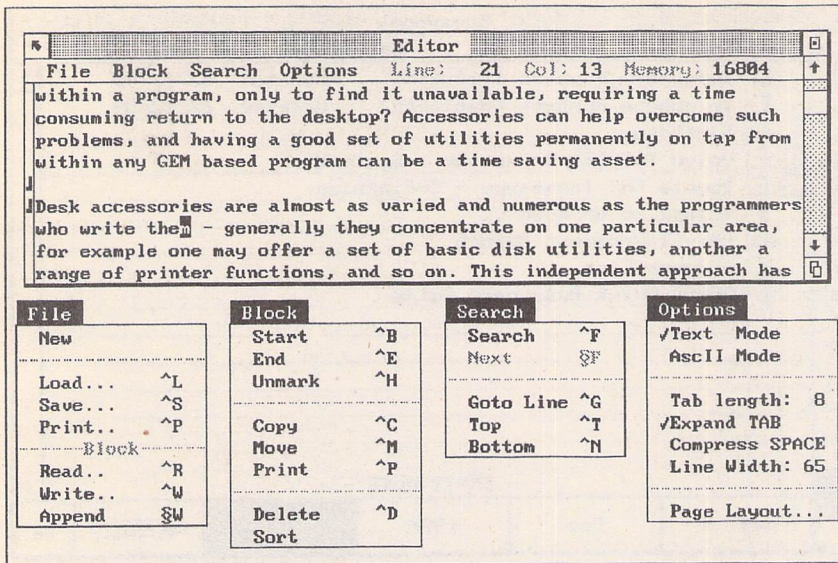 Editor
File Block Search Options Line: 21 Col: 13 Memory: 16804
within a program, only to find it unavailable, requiring a time
consuming return to the desktop? Accessories can help overcome such
problems, and having a good set of utilities permanently on tap from
within any GEM based program can be a time saving asset.
Desk accessories are almost as varied and numerous as the programmers
who write them - generally they concentrate on one particular area,
for example one may offer a set of basic disk utilities, another a
range of printer functions, and so on. This independent approach has
File
New
Load... ^L
Save... ^S
Print.. ^P
Block
Read.. ^R
Write.. ^W
Append §W
Block
Start ^B
End ^E
Unmark ^H
Copy ^C
Move ^M
Print ^P
Delete ^D
Sort
Search
Search ^F
Next §F
Goto Line ^G
Top ^T
Bottom ^N
Options
√Text Mode
AscII Mode
Tab length: 8
√Expand TAB
Compress SPACE
Line Width: 65
Page Layout...